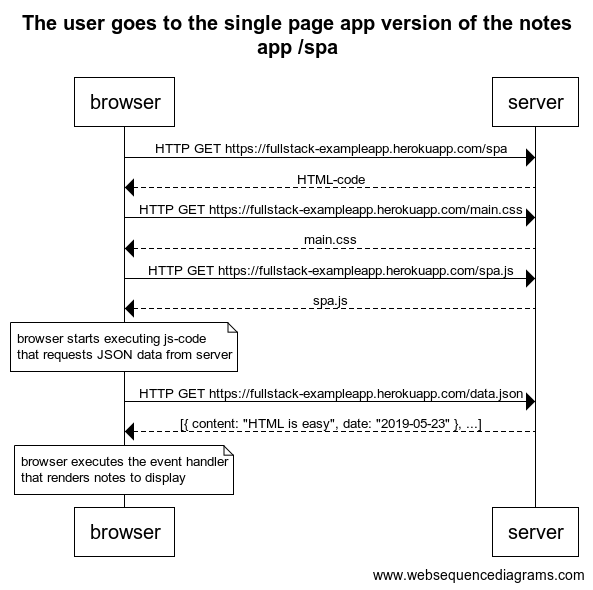 The user goes to the single page app version of the notes
app /spa
browser
server
HTTP GET https://fullstack-exampleapp.herokuapp.com/spa
HTML-code
HTTP GET https://fullstack-exampleapp.herokuapp.com/main.css
main.css
HTTP GET https://fullstack-exampleapp.herokuapp.com/spa.js
spa.js
browser starts executing js-code
that requests JSON data from server
HTTP GET https://fullstack-exampleapp.herokuapp.com/data.json
[{ content: "HTML is easy", date: "2019-05-23" }, ...]
browser executes the event handler
that renders notes to display
browser
server
www.websequencediagrams.com